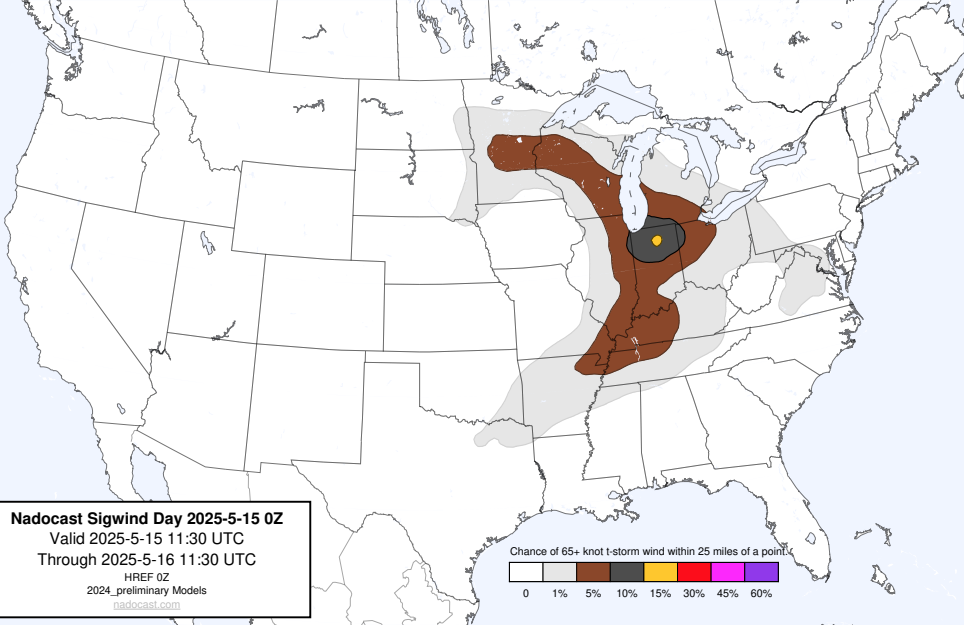 Nadocast Sigwind Day 2025-5-15 0Z
Valid 2025-5-15 11:30 UTC
Through 2025-5-16 11:30 UTC
HREF 0Z
2024_preliminary Models
nadocast.com
Chance of 65+ knot t-storm wind within 25 miles of a point.
0 1% 5% 10% 15% 30% 45% 60%